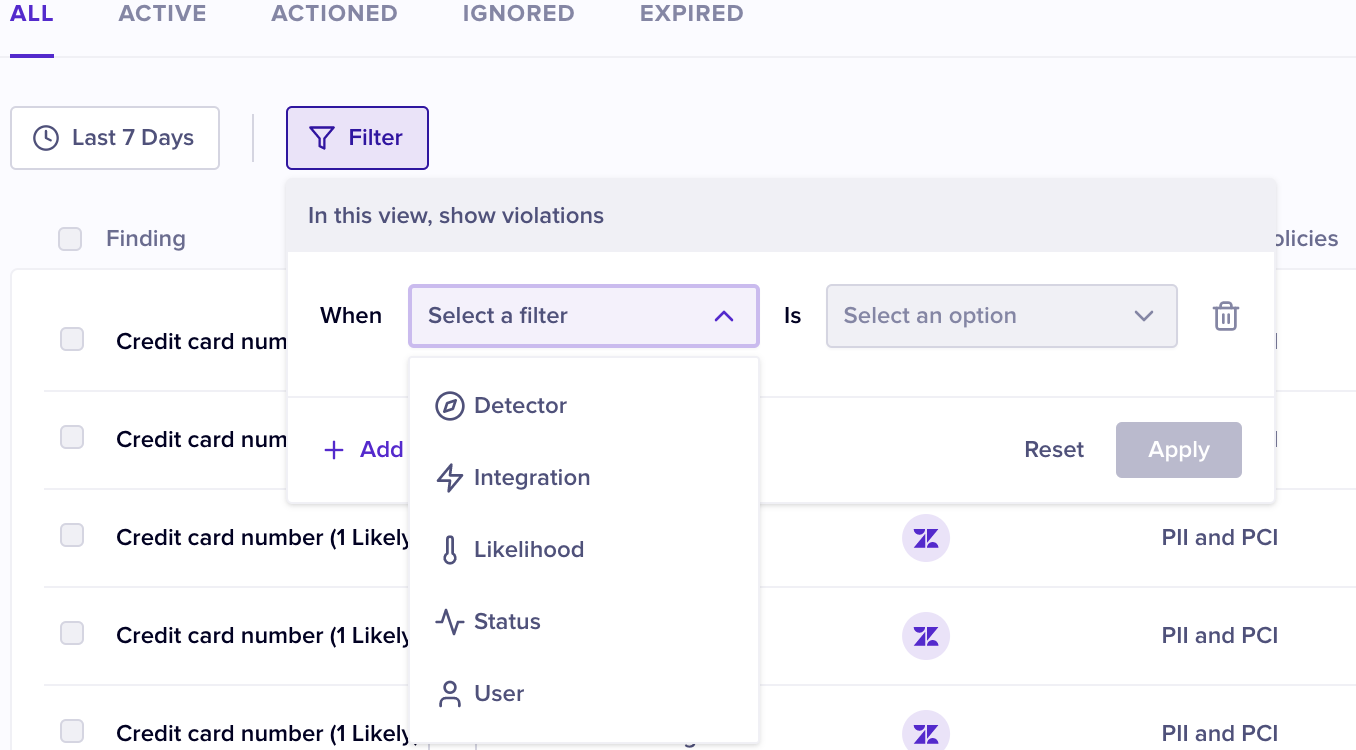 ALL ACTIVE ACTIONED IGNORED EXPIRED
Last 7 Days Filter
In this view, show violations
Finding olicies
When Select a filter Is Select an option
Credit card num
Detector
Credit card num
Add Reset Apply
Integration
Credit card number (1 Likely PII and PCI
Likelihood
Status
Credit card number (1 Likely PII and PCI
User
Credit card number (1 Likely PII and PCI